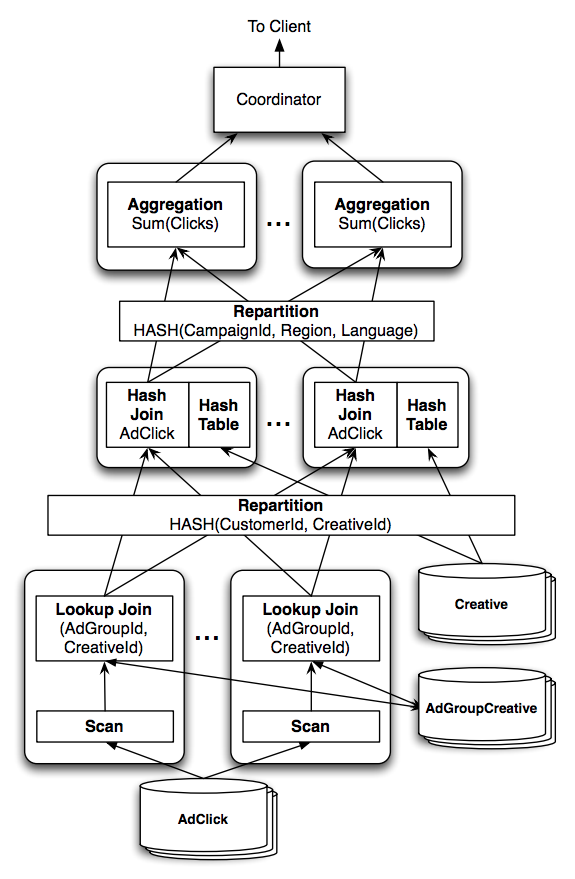 To Client
Coordinator
Aggregation
Sum(Clicks)
...
Aggregation
Sum(Clicks)
Repartition
HASH(CampaignId, Region, Language)
Hash
Join
AdClick
Hash
Table
...
Hash
Join
AdClick
Hash
Table
Repartition
HASH(CustomerId, CreativeId)
Lookup Join
(AdGroupId,
CreativeId)
...
Lookup Join
(AdGroupId,
CreativeId)
Creative
AdGroupCreative
Scan
Scan
AdClick